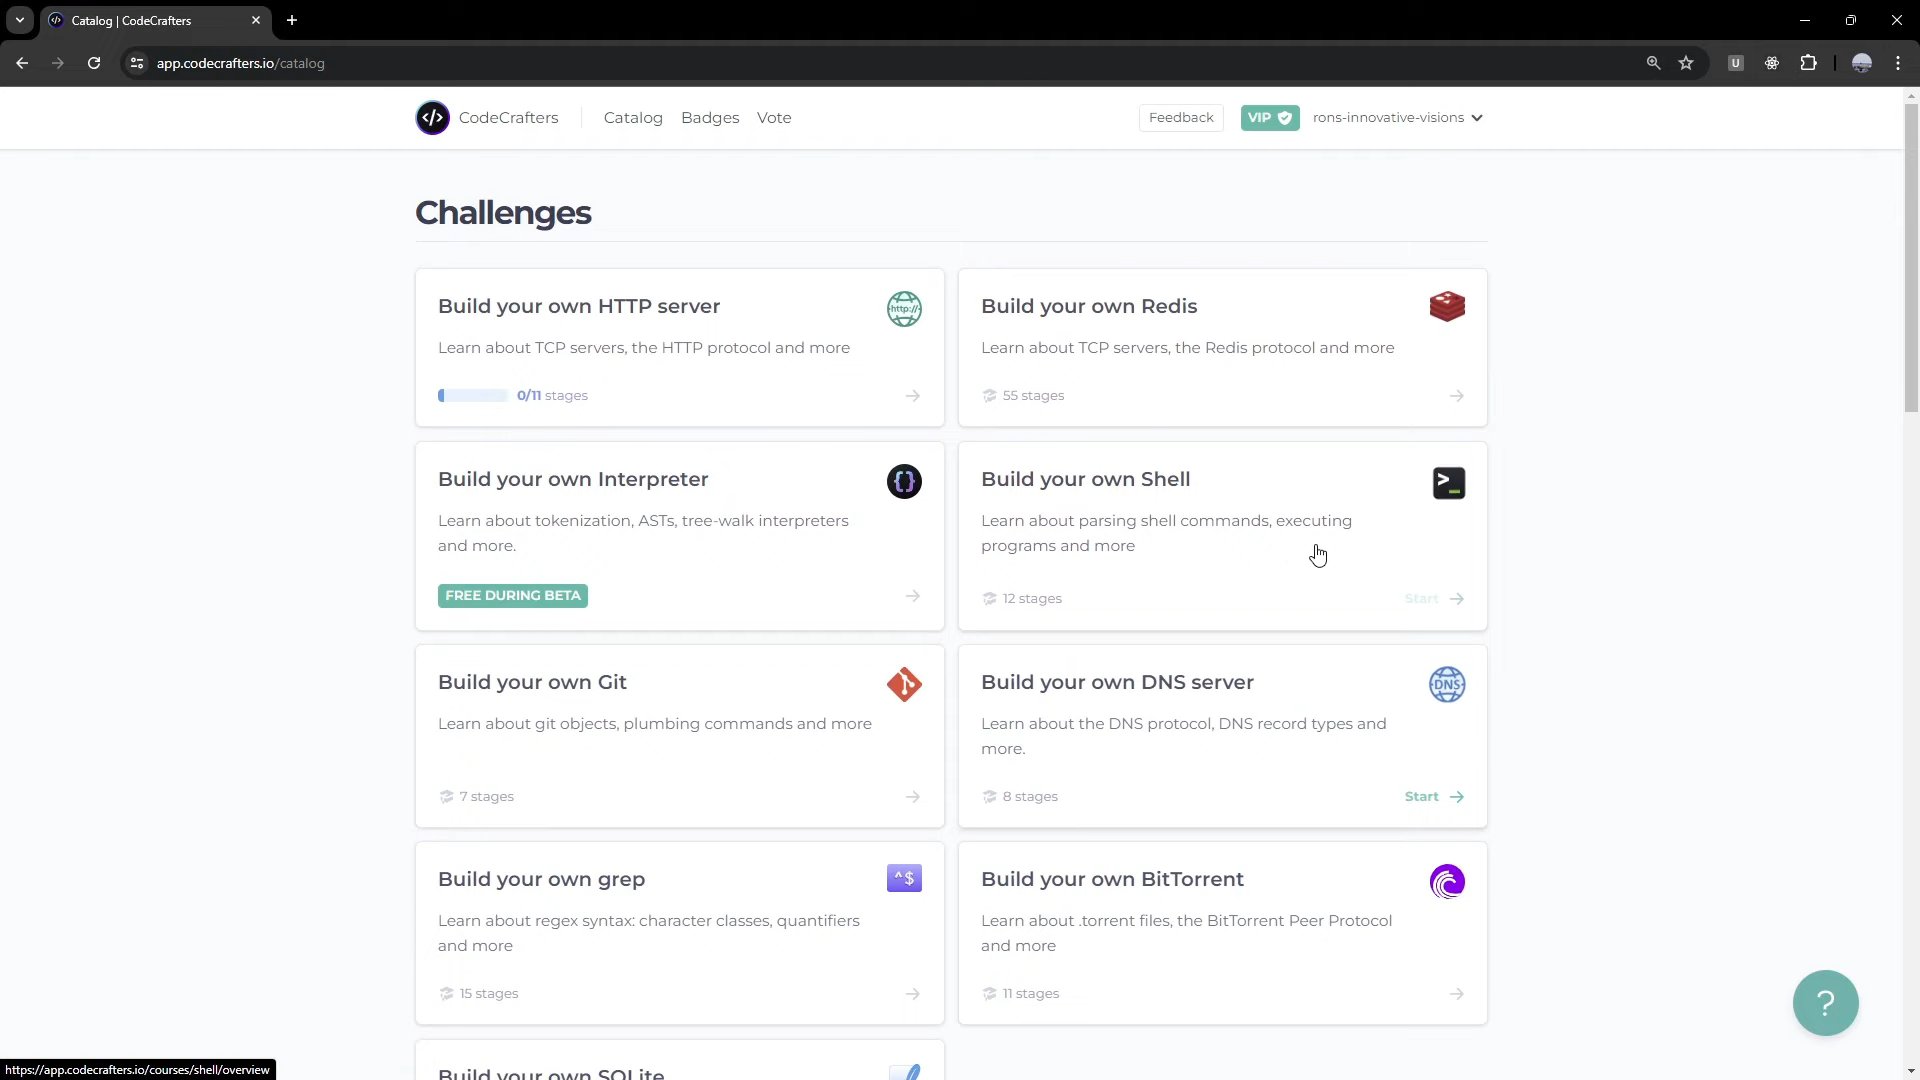 Catalog | CodeCrafters
app.codecrafters.io/catalog
U
</>
CodeCrafters
Catalog
Badges
Vote
Feedback
VIP
rons-innovative-visions
Challenges
Build your own HTTP server
http://
Learn about TCP servers, the HTTP protocol and more
0/11 stages
Build your own Redis
Learn about TCP servers, the Redis protocol and more
55 stages
Build your own Interpreter
{}
Learn about tokenization, ASTs, tree-walk interpreters
and more.
FREE DURING BETA
Build your own Shell
>_
Learn about parsing shell commands, executing
programs and more
12 stages
Start
Build your own Git
Learn about git objects, plumbing commands and more
7 stages
Build your own DNS server
DNS
Learn about the DNS protocol, DNS record types and
more.
8 stages
Start
Build your own grep
^$
Learn about regex syntax: character classes, quantifiers
and more
15 stages
Build your own BitTorrent
Learn about .torrent files, the BitTorrent Peer Protocol
and more
11 stages
?
Build your own SQLite
https://app.codecrafters.io/courses/shell/overview